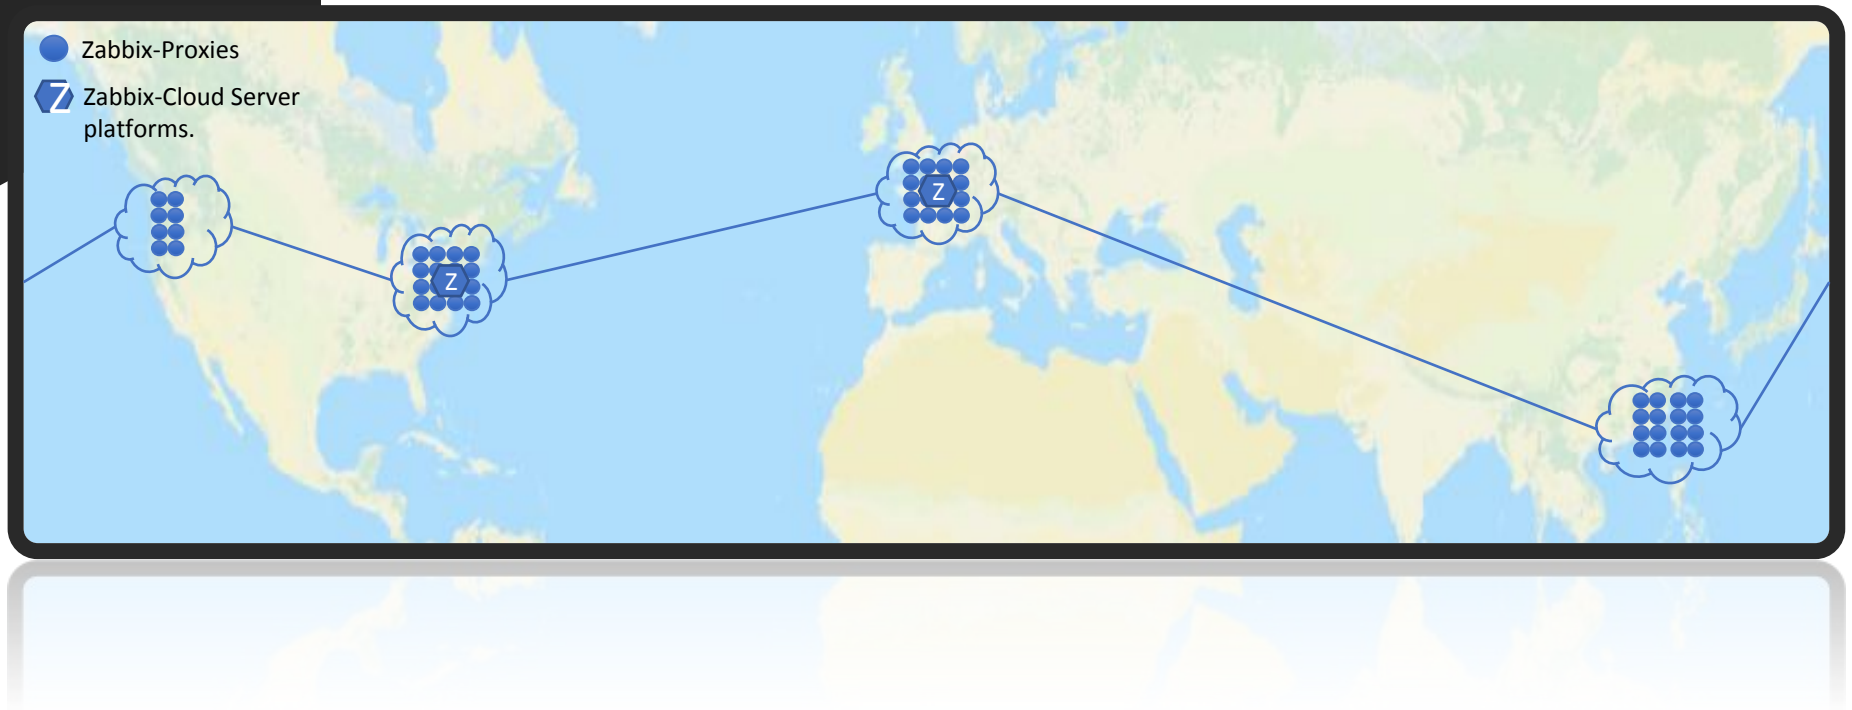 Zabbix-Proxies
Z Zabbix-Cloud Server
platforms.
Z
Z